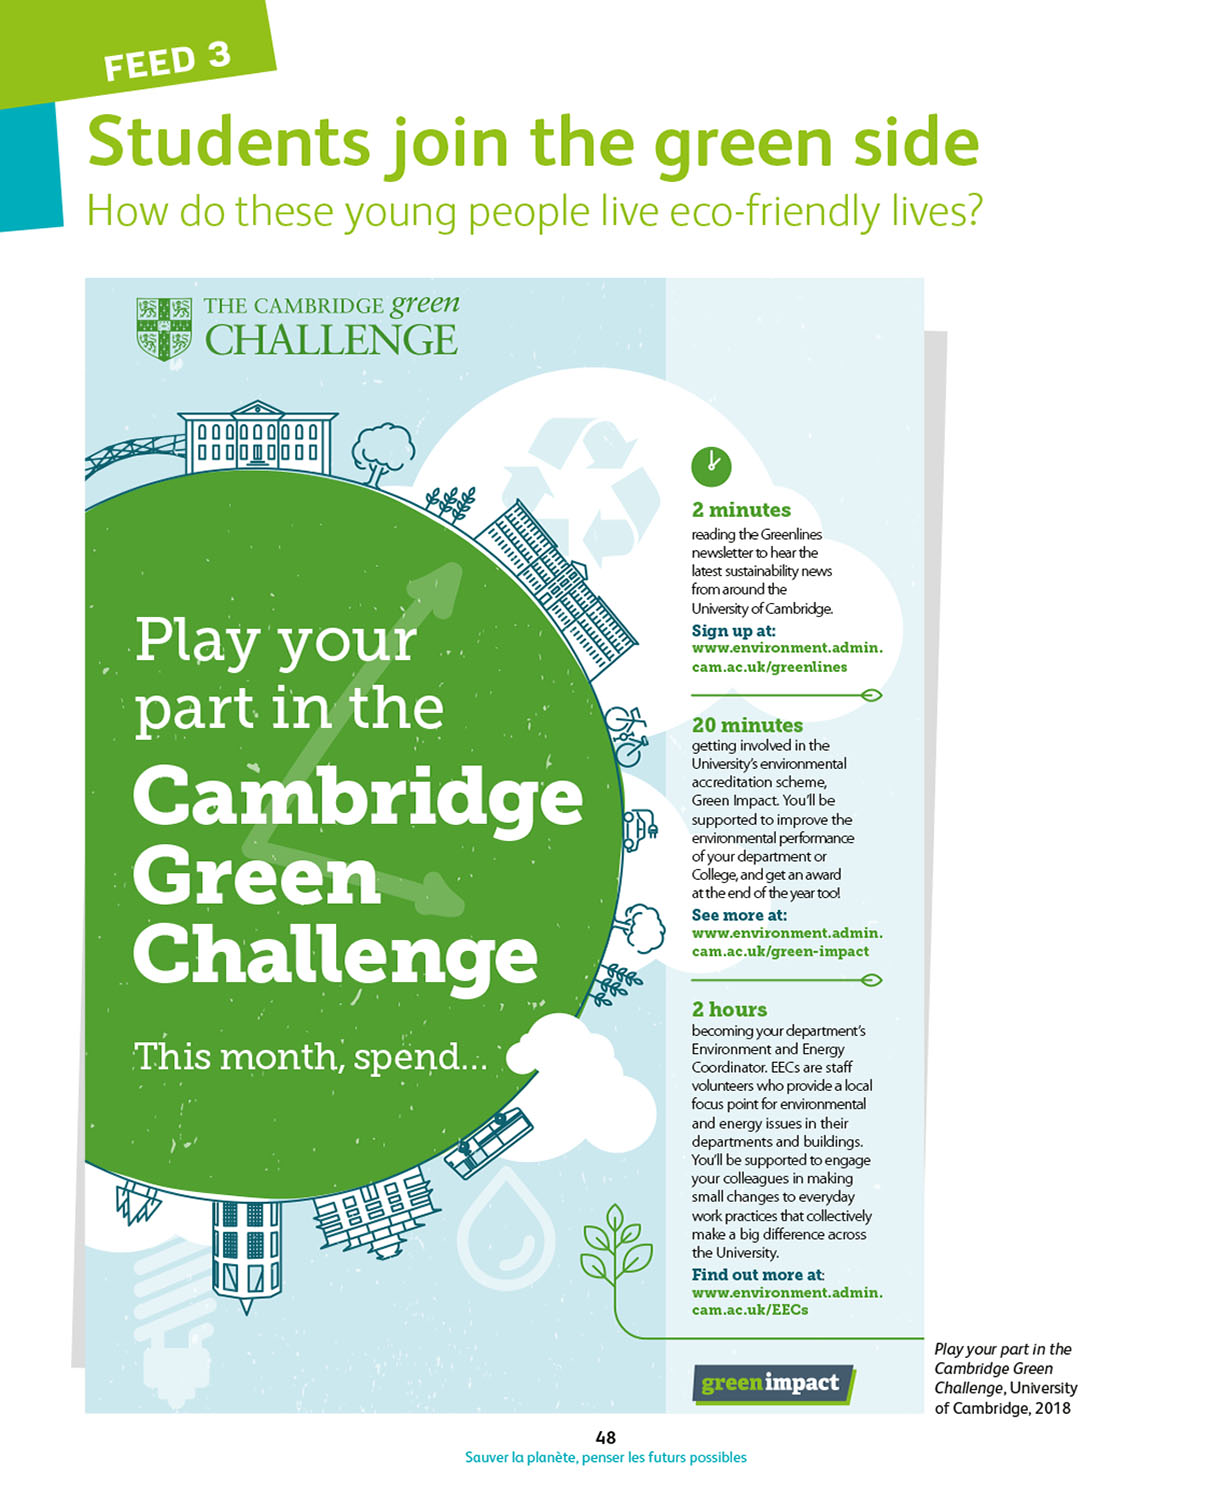 FEED 3
Students join the green side
How do these young people live eco-friendly lives?
THE CAMBRIDGE green
CHALLENGE
Play your
part in the
Cambridge
Green
Challenge
This month, spend...
2 minutes
reading the Greenlines
newsletter to hear the
latest sustainability news
from around the
University of Cambridge.
Sign up at:
www.environment.admin.
cam.ac.uk/greenlines
20 minutes
getting involved in the
University's environmental
accreditation scheme,
Green Impact. You'll be
supported to improve the
environmental performance
of your department or
College, and get an award
at the end of the year too!
See more at:
www.environment.admin.
cam.ac.uk/green-impact
2 hours
becoming your department's
Environment and Energy
Coordinator. EECs are staff
volunteers who provide a local
focus point for environmental
and energy issues in their
departments and buildings.
You'll be supported to engage
your colleagues in making
small changes to everyday
work practices that collectively
make a big difference across
the University.
Find out more at:
www.environment.admin.
cam.ac.uk/EECs
greenimpact
Play your part in the
Cambridge Green
Challenge, University
of Cambridge, 2018
48
Sauver la planète, penser les futurs possibles